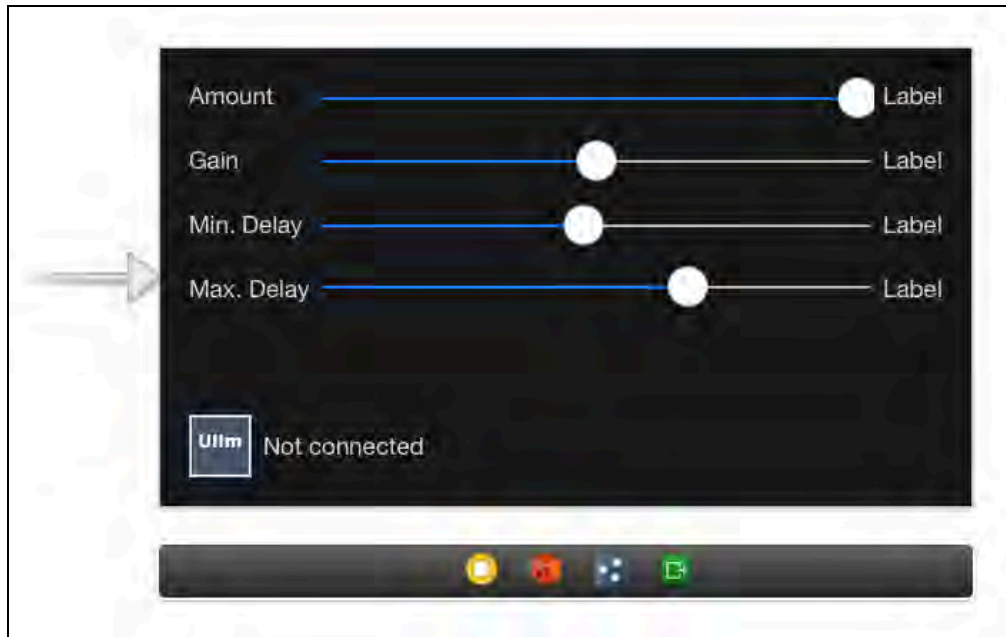 Amount Label
Gain Label
Min. Delay Label
Max. Delay Label
UIIm Not connected